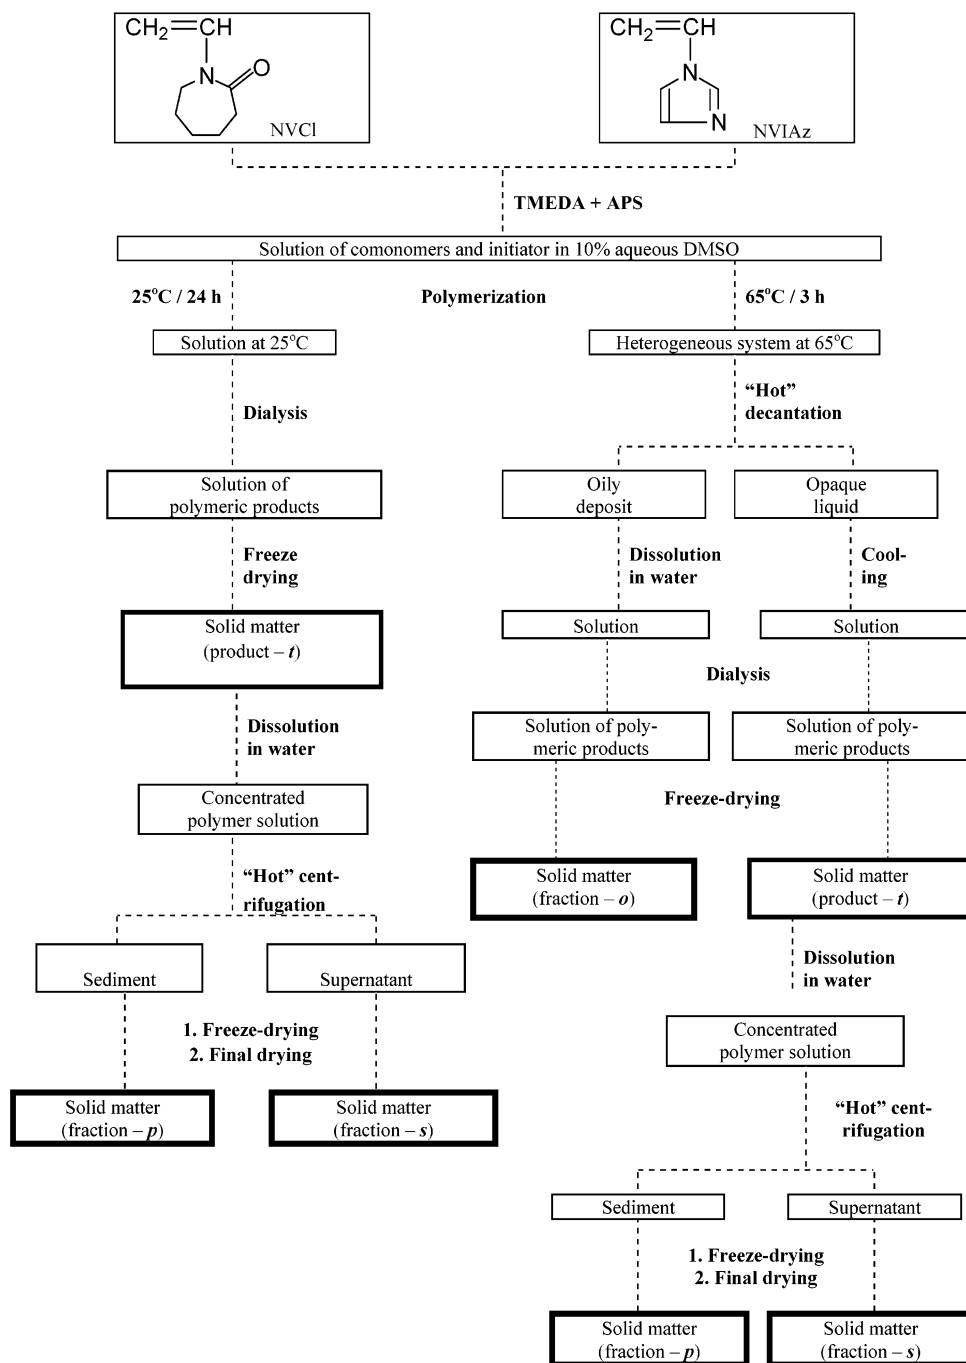 CH2=CH
N
O
NVCl
CH2=CH
N
N
NVIAz
TMEDA + APS
Solution of comonomers and initiator in 10% aqueous DMSO
25°C / 24 h
Polymerization
65°C / 3 h
Solution at 25°C
Heterogeneous system at 65°C
"Hot"
decantation
Dialysis
Solution of
polymeric products
Oily
deposit
Opaque
liquid
Freeze
drying
Dissolution
in water
Cool-
ing
Solid matter
(product – t)
Solution
Solution
Dialysis
Dissolution
in water
Solution of poly-
meric products
Solution of poly-
meric products
Concentrated
polymer solution
Freeze-drying
"Hot" cent-
rifugation
Solid matter
(fraction – o)
Solid matter
(product – t)
Sediment
Supernatant
Dissolution
in water
1. Freeze-drying
2. Final drying
Concentrated
polymer solution
Solid matter
(fraction – p)
Solid matter
(fraction – s)
"Hot" cent-
rifugation
Sediment
Supernatant
1. Freeze-drying
2. Final drying
Solid matter
(fraction – p)
Solid matter
(fraction – s)